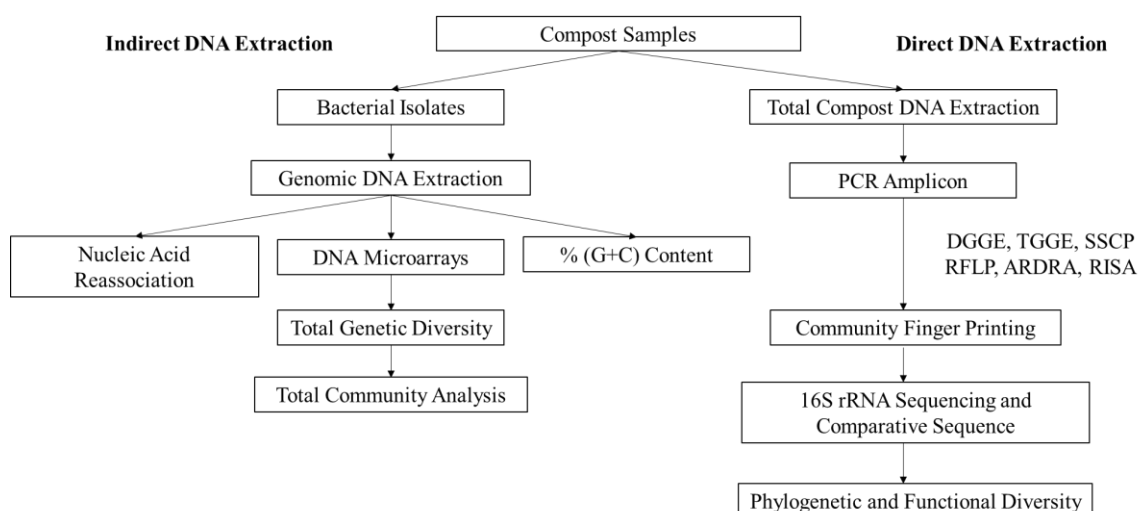 Indirect DNA Extraction
Compost Samples
Direct DNA Extraction
Bacterial Isolates
Total Compost DNA Extraction
Genomic DNA Extraction
PCR Amplicon
Nucleic Acid
Reassociation
DNA Microarrays
% (G+C) Content
DGGE, TGGE, SSCP
RFLP, ARDRA, RISA
Total Genetic Diversity
Community Finger Printing
Total Community Analysis
16S rRNA Sequencing and
Comparative Sequence
Phylogenetic and Functional Diversity